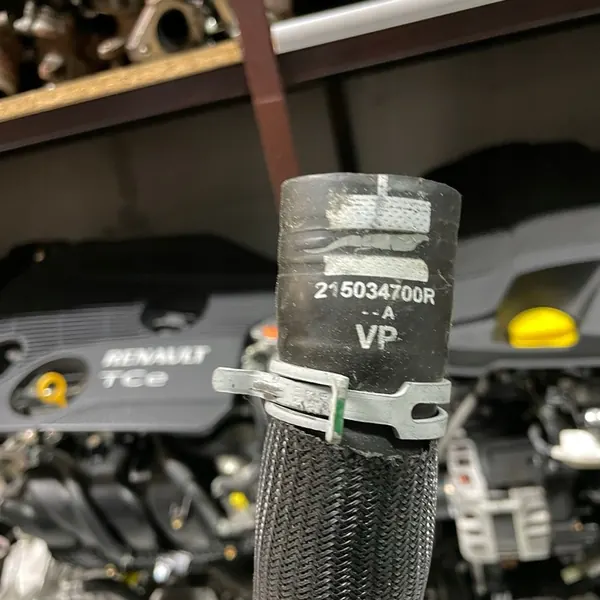 215034700R
--A
VP
RENAULT
TCe